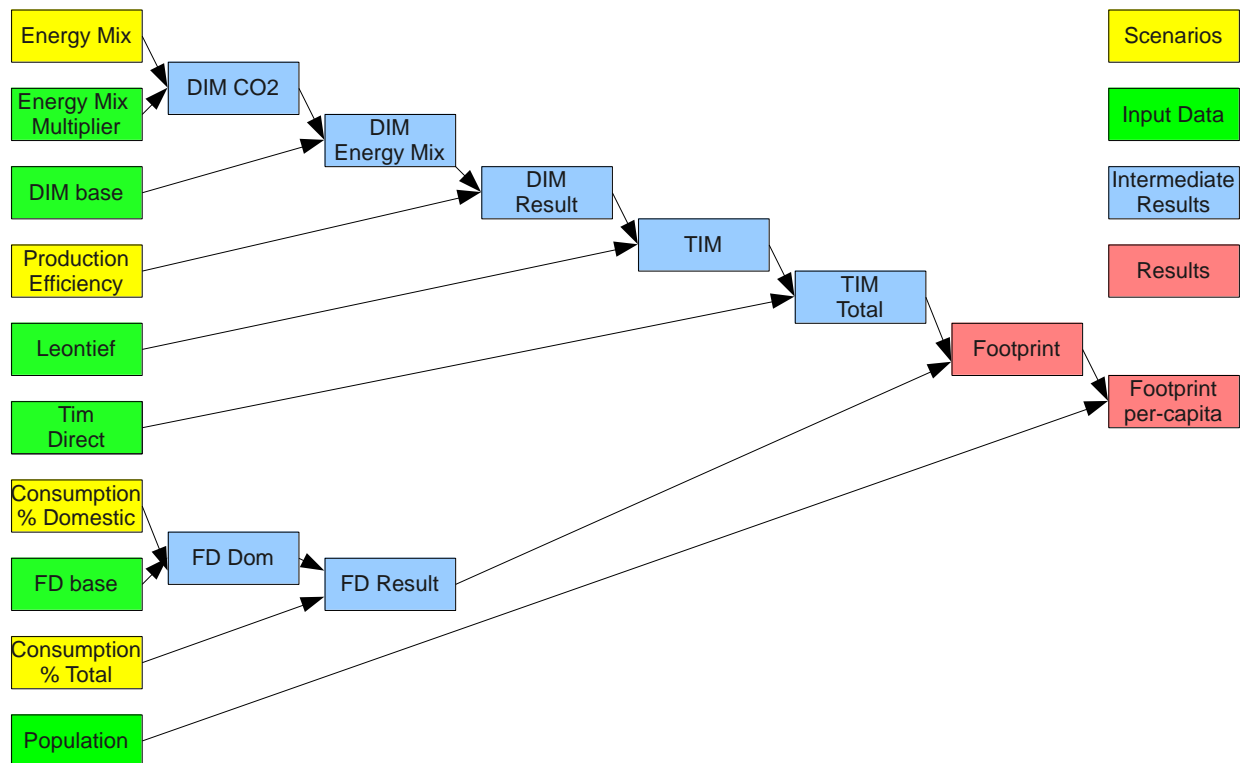 Energy Mix
Scenarios
DIM CO2
Energy Mix
Multiplier
Input Data
DIM
Energy Mix
DIM base
DIM
Result
Intermediate
Results
Production
Efficiency
TIM
Results
TIM
Total
Leontief
Footprint
Tim
Direct
Footprint
per-capita
Consumption
% Domestic
FD Dom
FD base
FD Result
Consumption
% Total
Population